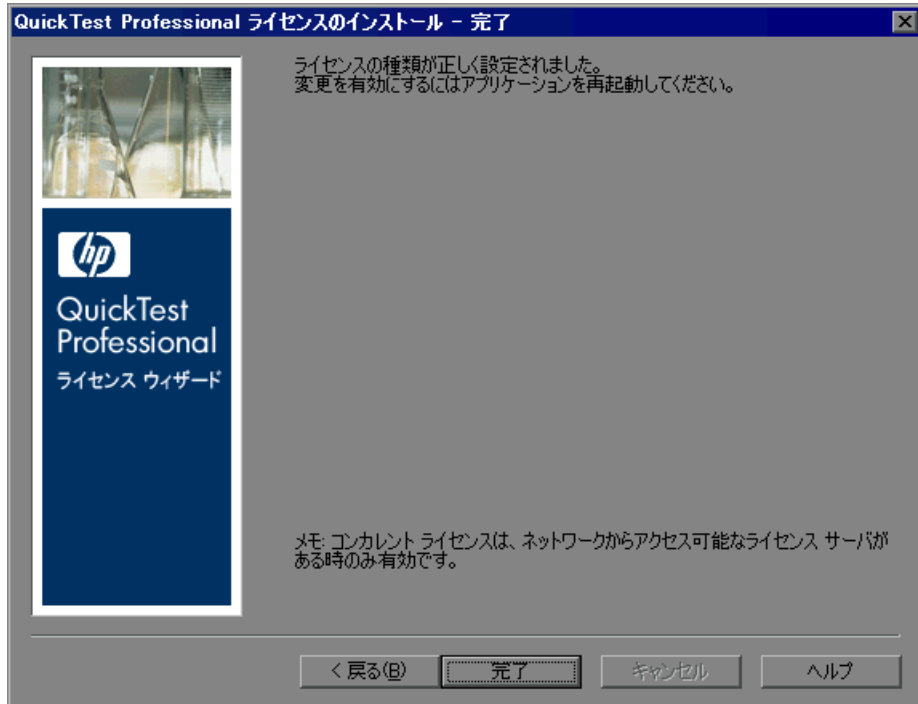 QuickTest Professional ライセンスのインストール - 完了
ライセンスの種類が正しく設定されました。
変更を有効にするにはアプリケーションを再起動してください。
hp
QuickTest
Professional
ライセンス ウィザード
メモ: コンカレント ライセンスは、ネットワークからアクセス可能なライセンス サーバが
ある時のみ有効です。
< 戻る(B)
完了
キャンセル
ヘルプ